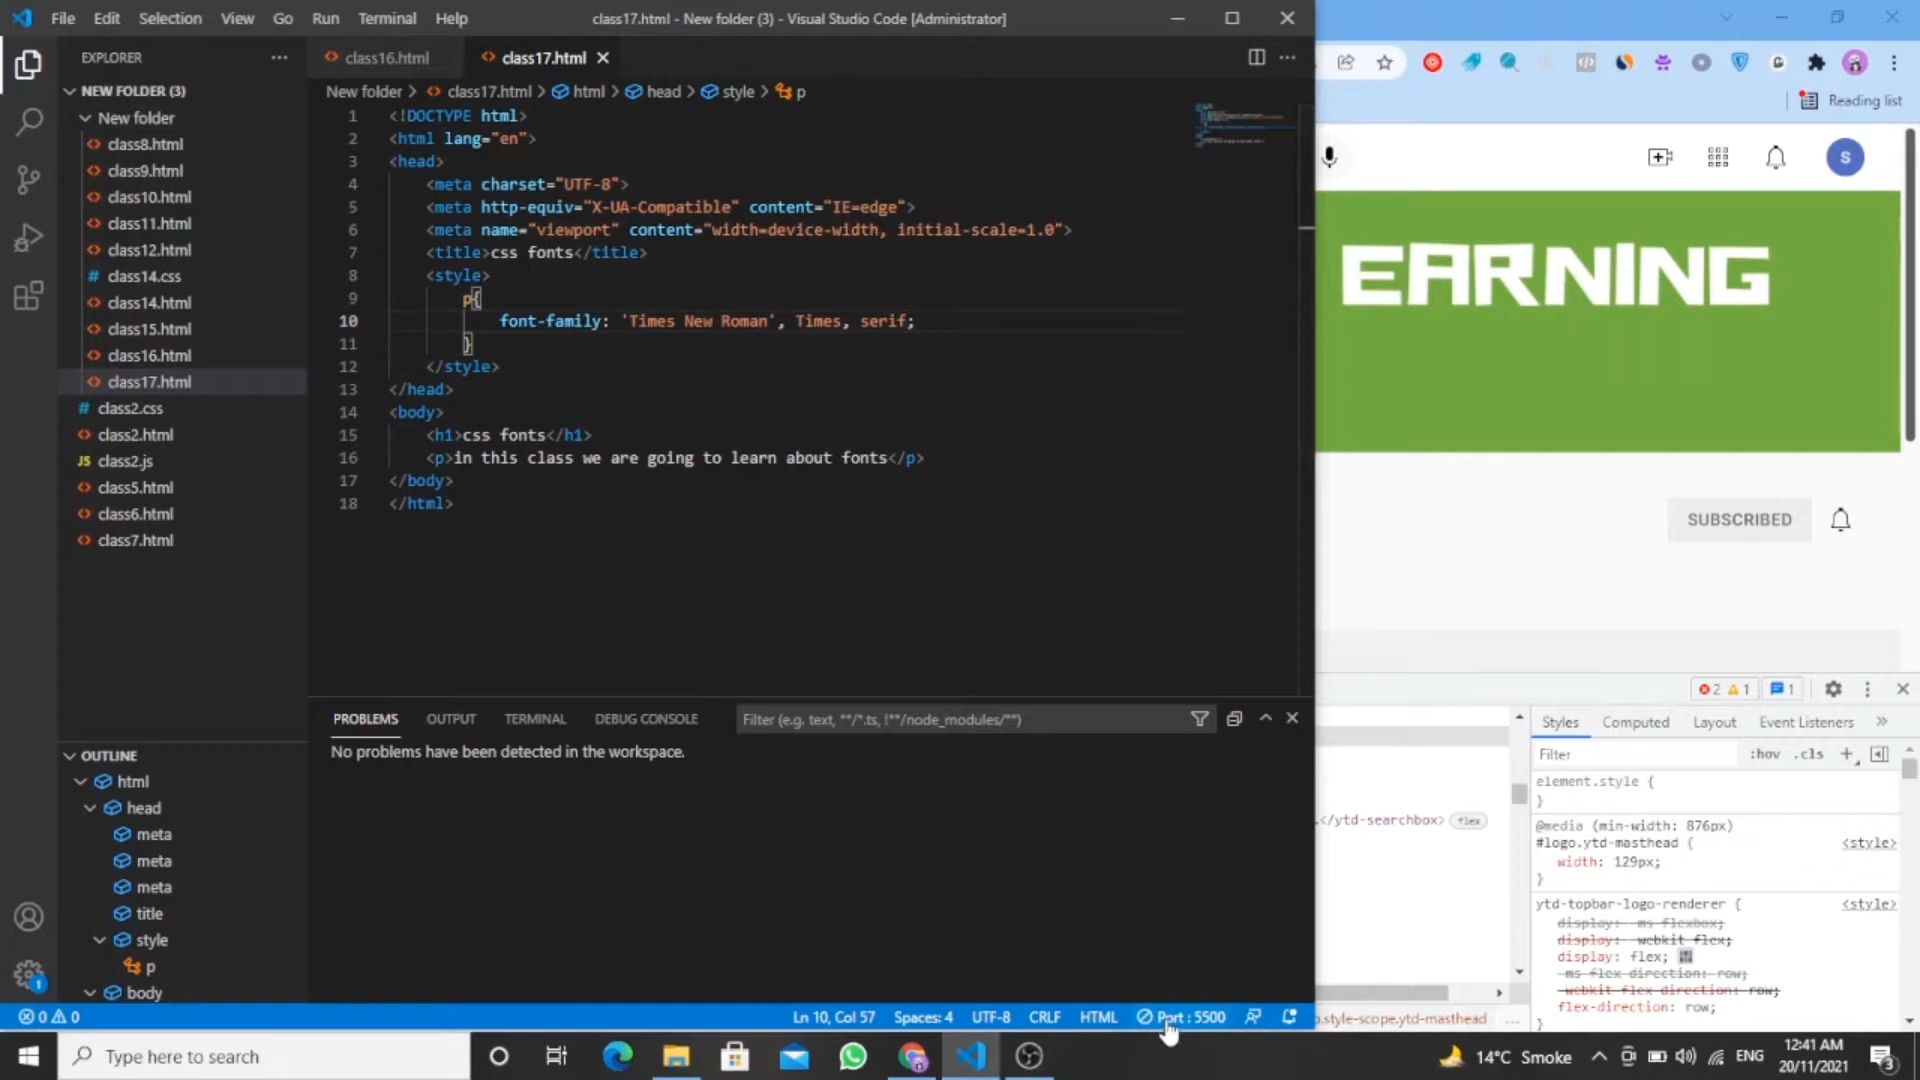 File Edit Selection View Go Run Terminal Help
class17.html - New folder (3) - Visual Studio Code [Administrator]
EXPLORER
class16.html
class17.html
Reading list
NEW FOLDER (3)
New folder > class17.html > html > head > style > p
New folder
class8.html
class9.html
class10.html
class11.html
class12.html
class14.css
class14.html
class15.html
class16.html
class17.html
class2.css
class2.html
JS class2.js
class5.html
class6.html
class7.html
1 <!DOCTYPE html>
2 <html lang="en">
3 <head>
4 <meta charset="UTF-8">
5 <meta http-equiv="X-UA-Compatible" content="IE=edge">
6 <meta name="viewport" content="width=device-width, initial-scale=1.0">
7 <title>css fonts</title>
8 <style>
9 p{
10 font-family: 'Times New Roman', Times, serif;
11 }
12 </style>
13 </head>
14 <body>
15 <h1>css fonts</h1>
16 <p>in this class we are going to learn about fonts</p>
17 </body>
18 </html>
S
EARNING
SUBSCRIBED
OUTLINE
html
head
meta
meta
meta
title
style
p
body
PROBLEMS OUTPUT TERMINAL DEBUG CONSOLE
Filter (e.g. text, **/*.ts, !**/node_modules/**)
No problems have been detected in the workspace.
2 1 1
Styles Computed Layout Event Listeners »
Filter :hov .cls +
element.style {
}
@media (min-width: 876px)
#logo.ytd-masthead { <style>
width: 129px;
}
ytd-topbar-logo-renderer { <style>
display: -ms-flexbox;
display: -webkit-flex;
display: flex;
-ms-flex-direction: row;
-webkit-flex-direction: row;
flex-direction: row;
}
</ytd-searchbox> flex
.style-scope.ytd-masthead ...
0 0
Ln 10, Col 57 Spaces: 4 UTF-8 CRLF HTML Port : 5500
1
Type here to search
14°C Smoke
ENG
12:41 AM
20/11/2021
3